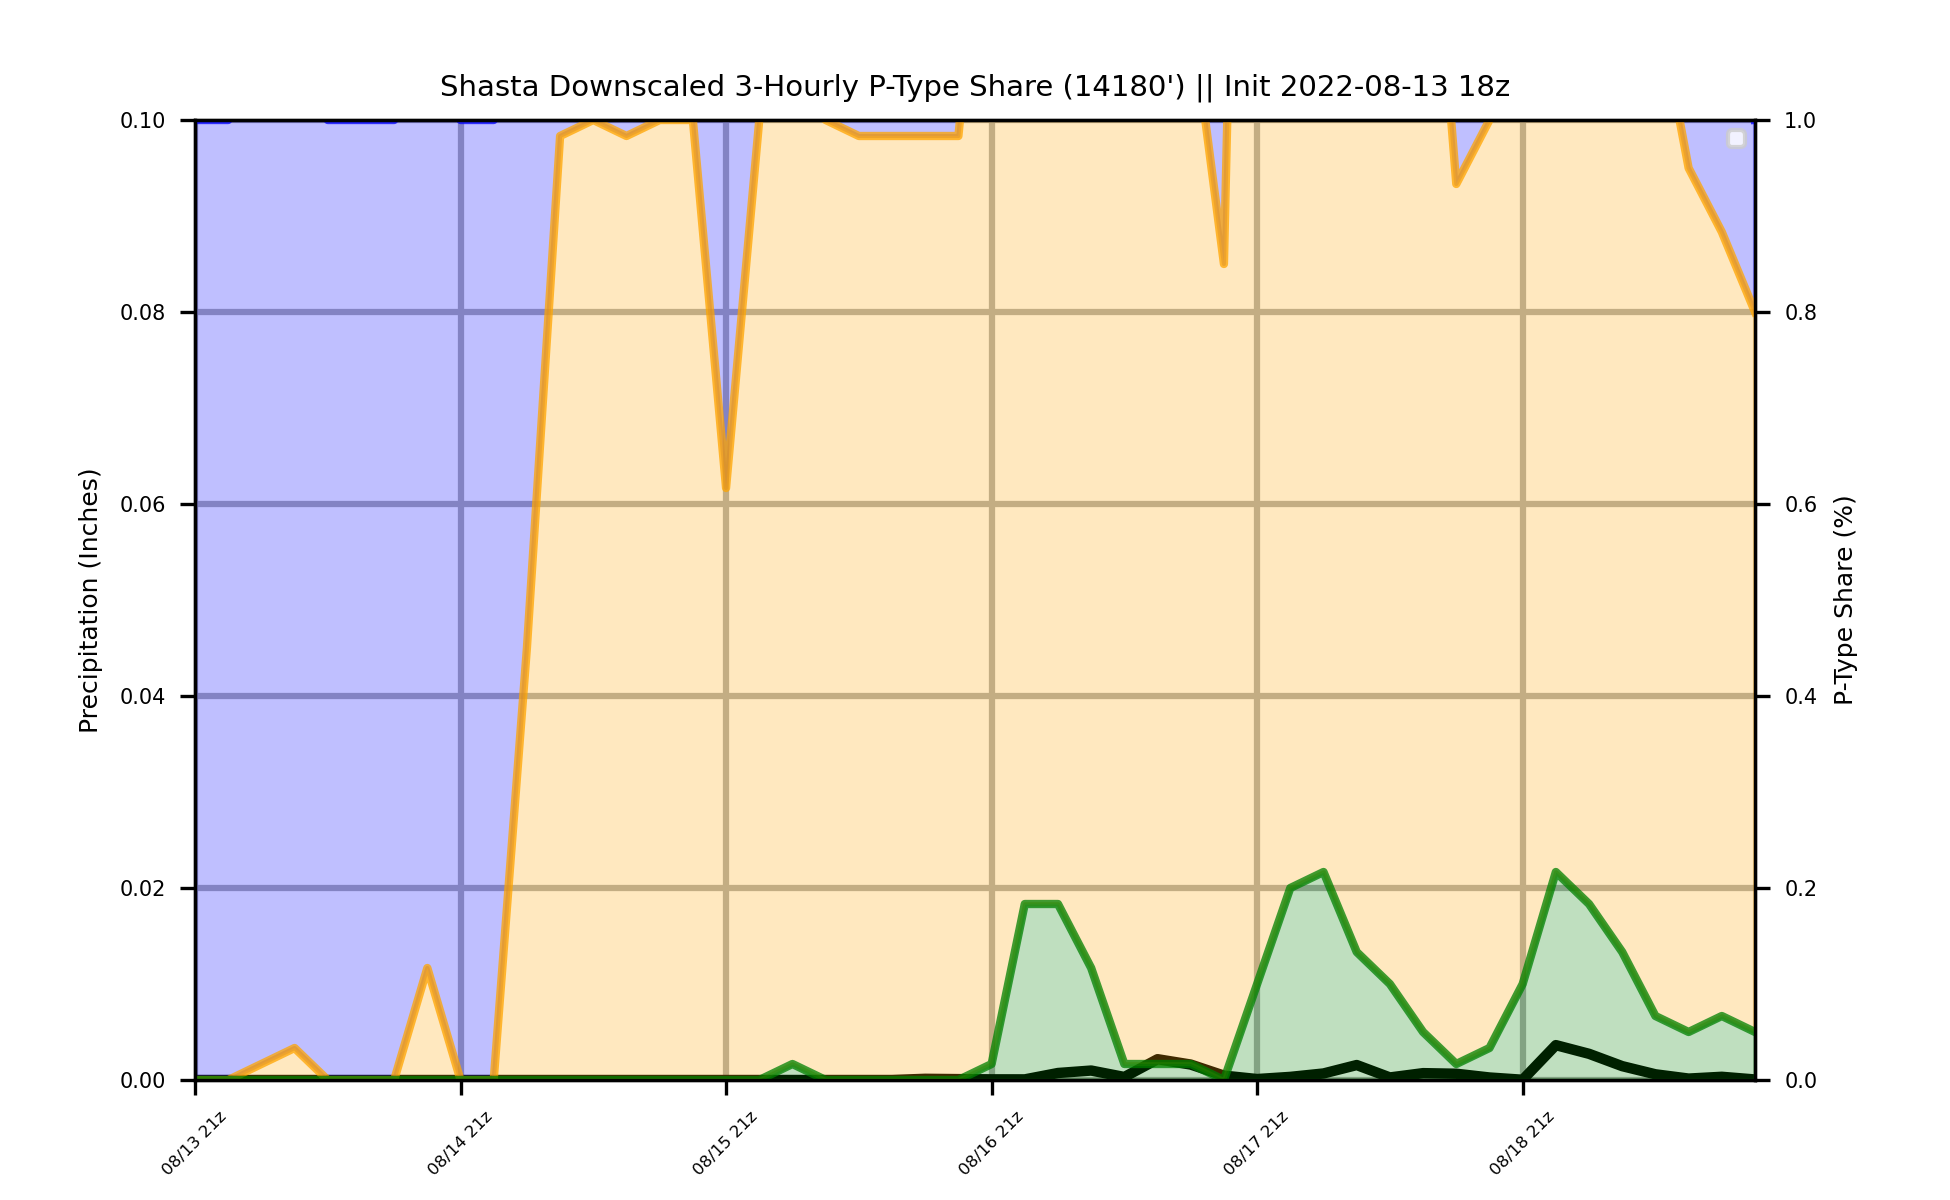 Shasta Downscaled 3-Hourly P-Type Share (14180') || Init 2022-08-13 18z
Precipitation (Inches)
0.10
0.08
0.06
0.04
0.02
0.00
1.0
0.8
0.6
0.4
0.2
0.0
P-Type Share (%)
08/13 21z
08/14 21z
08/15 21z
08/16 21z
08/17 21z
08/18 21z